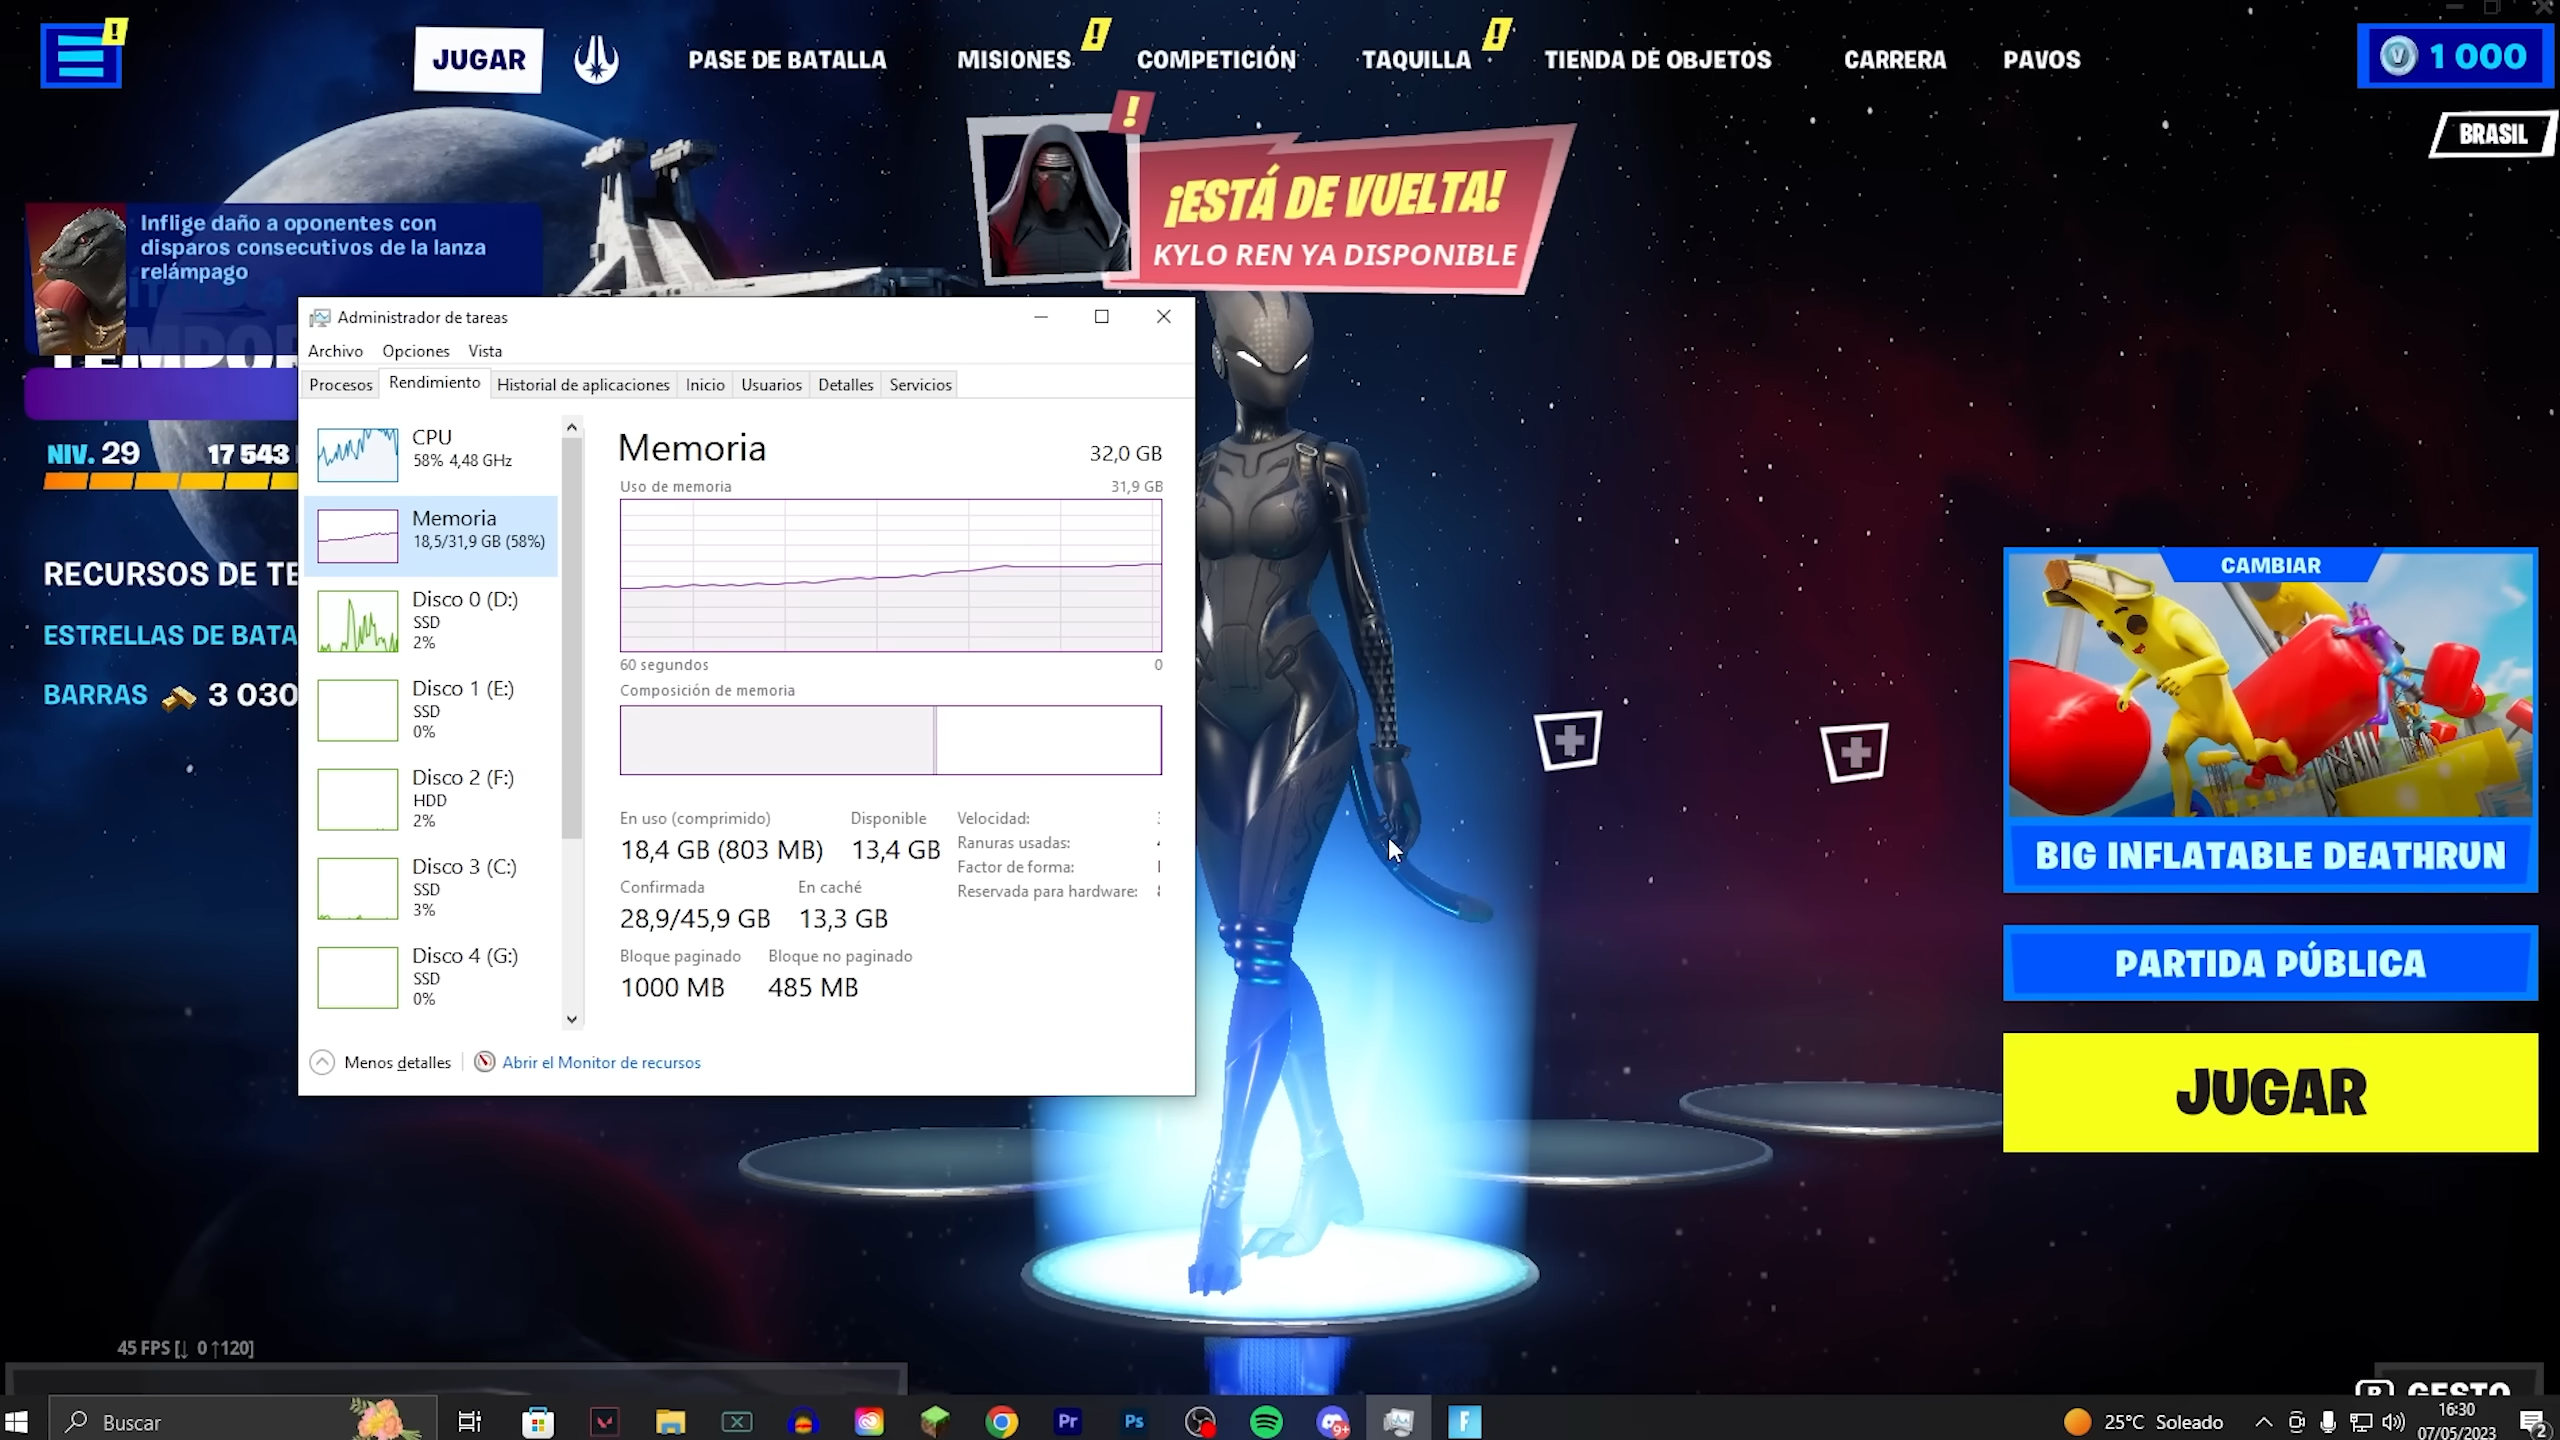 JUGAR
PASE DE BATALLA
MISIONES
COMPETICIÓN
TAQUILLA
TIENDA DE OBJETOS
CARRERA
PAVOS
1 000
BRASIL
¡ESTÁ DE VUELTA!
KYLO REN YA DISPONIBLE
Inflige daño a oponentes con
disparos consecutivos de la lanza
relámpago
NIV. 29
17 543
RECURSOS DE TE
ESTRELLAS DE BATA
BARRAS 3 030
Administrador de tareas
Archivo Opciones Vista
Procesos Rendimiento Historial de aplicaciones Inicio Usuarios Detalles Servicios
CPU
58% 4,48 GHz
Memoria
18,5/31,9 GB (58%)
Disco 0 (D:)
SSD
2%
Disco 1 (E:)
SSD
0%
Disco 2 (F:)
HDD
2%
Disco 3 (C:)
SSD
3%
Disco 4 (G:)
SSD
0%
Memoria 32,0 GB
Uso de memoria 31,9 GB
60 segundos 0
Composición de memoria
En uso (comprimido) Disponible
18,4 GB (803 MB) 13,4 GB
Confirmada En caché
28,9/45,9 GB 13,3 GB
Bloque paginado Bloque no paginado
1000 MB 485 MB
Velocidad:
Ranuras usadas:
Factor de forma:
Reservada para hardware:
Menos detalles
Abrir el Monitor de recursos
CAMBIAR
BIG INFLATABLE DEATHRUN
PARTIDA PÚBLICA
JUGAR
GESTO
45 FPS [↓ 0 ↑120]
Buscar
Pr
Ps
9+
F
25°C Soleado
16:30
07/05/2023
2